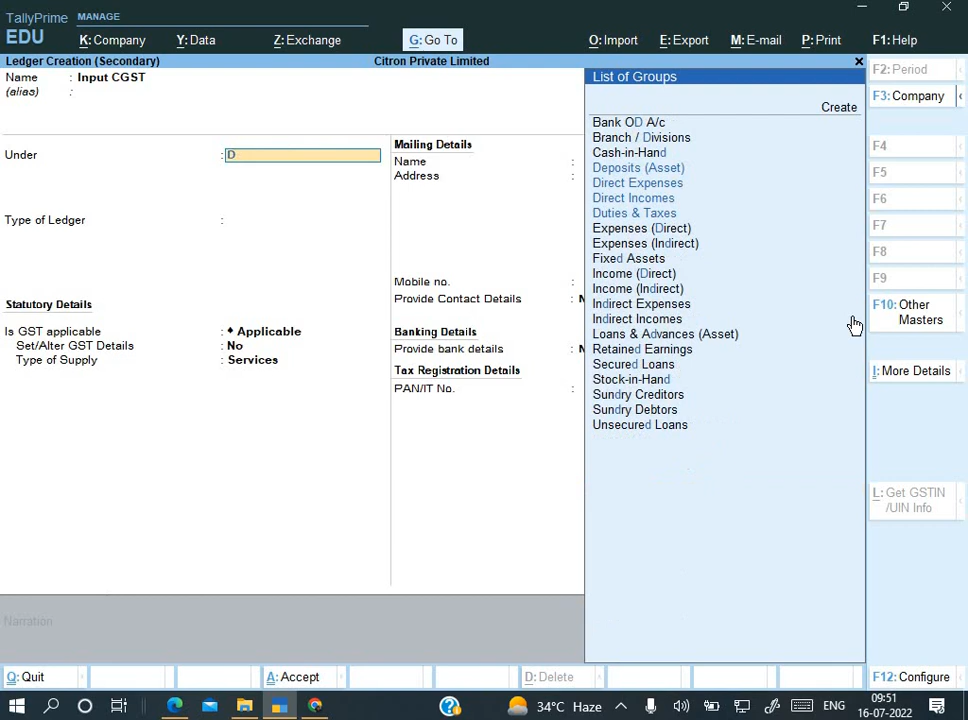 TallyPrime MANAGE
EDU K: Company Y: Data Z: Exchange G: Go To O: Import E: Export M: E-mail P: Print F1: Help
Ledger Creation (Secondary) Citron Private Limited
Name : Input CGST
(alias) :
Under : D
Type of Ledger :
Statutory Details
Is GST applicable : ♦ Applicable
Set/Alter GST Details : No
Type of Supply : Services
Mailing Details
Name :
Address :
Mobile no. :
Provide Contact Details : N
Banking Details
Provide bank details : N
Tax Registration Details
PAN/IT No. :
List of Groups
Create
Bank OD A/c
Branch / Divisions
Cash-in-Hand
Deposits (Asset)
Direct Expenses
Direct Incomes
Duties & Taxes
Expenses (Direct)
Expenses (Indirect)
Fixed Assets
Income (Direct)
Income (Indirect)
Indirect Expenses
Indirect Incomes
Loans & Advances (Asset)
Retained Earnings
Secured Loans
Stock-in-Hand
Sundry Creditors
Sundry Debtors
Unsecured Loans
F2: Period
F3: Company
F4
F5
F6
F7
F8
F9
F10: Other
Masters
I: More Details
L: Get GSTIN
/UIN Info
Narration
Q: Quit A: Accept D: Delete F12: Configure
34°C Haze ENG 09:51
16-07-2022